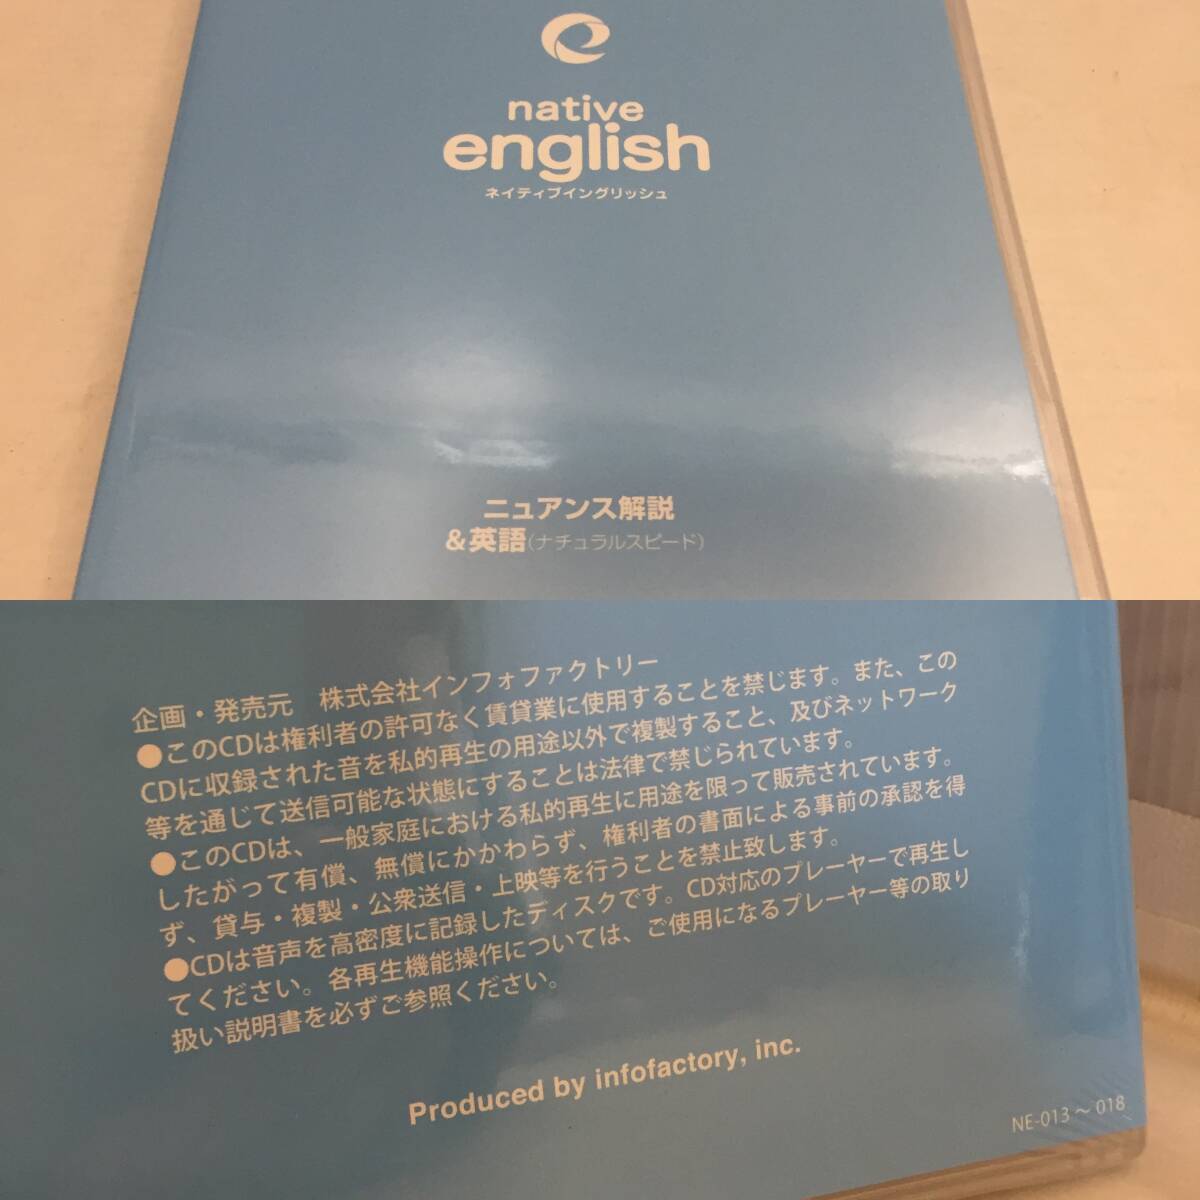 native
english
ネイティブイングリッシュ
ニュアンス解説
&英語(ナチュラルスピード)
企画・発売元 株式会社インフォファクトリー
●このCDは権利者の許可なく賃貸業に使用することを禁じます。また、この
CDに収録された音を私的再生の用途以外で複製すること、及びネットワーク
等を通じて送信可能な状態にすることは法律で禁じられています。
●このCDは、一般家庭における私的再生に用途を限って販売されています。
したがって有償、無償にかかわらず、権利者の書面による事前の承認を得
ず、貸与・複製・公衆送信・上映等を行うことを禁止致します。
●CDは音声を高密度に記録したディスクです。CD対応のプレーヤーで再生し
てください。各再生機能操作については、ご使用になるプレーヤー等の取り
扱い説明書を必ずご参照ください。
Produced by infofactory, inc.
NE-013～018